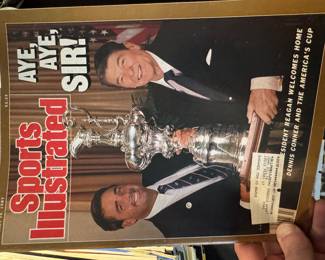 AYE,
AYE,
SIR!
Sports
Illustrated
PRESIDENT REAGAN WELCOMES HOME
DENNIS CONNER AND THE AMERICA'S CUP